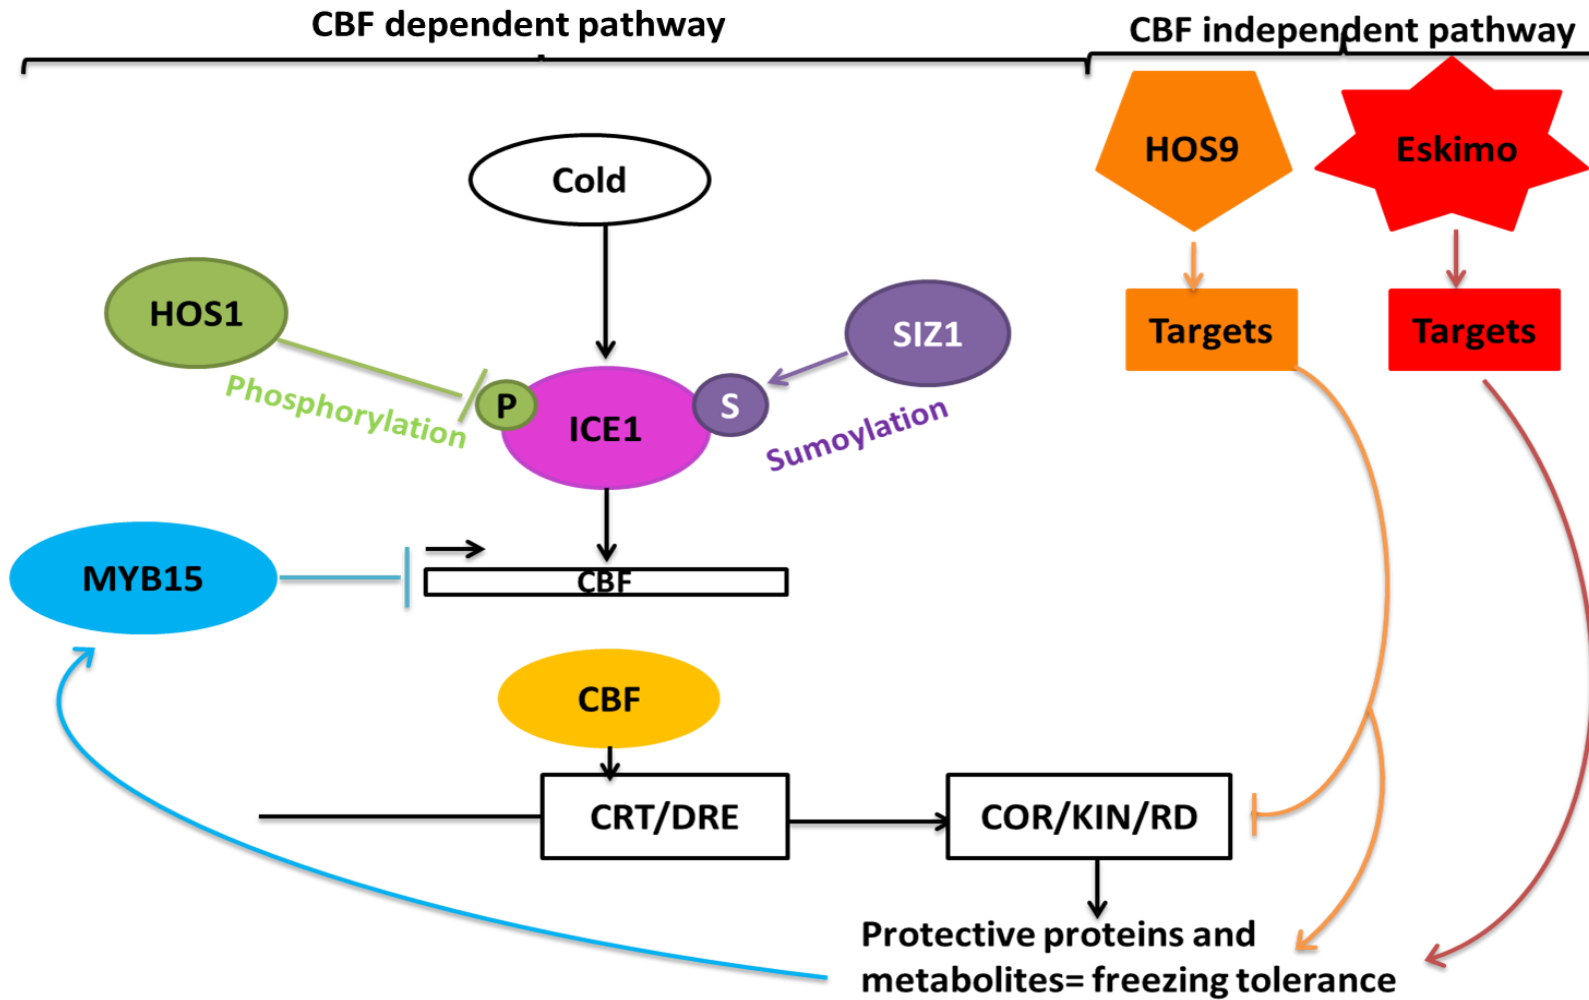 CBF dependent pathway
CBF independent pathway
Cold
HOS9
Eskimo
HOS1
SIZ1
Targets
Targets
Phosphorylation
P
ICE1
S
Sumoylation
MYB15
CBF
CBF
CRT/DRE
COR/KIN/RD
Protective proteins and
metabolites= freezing tolerance